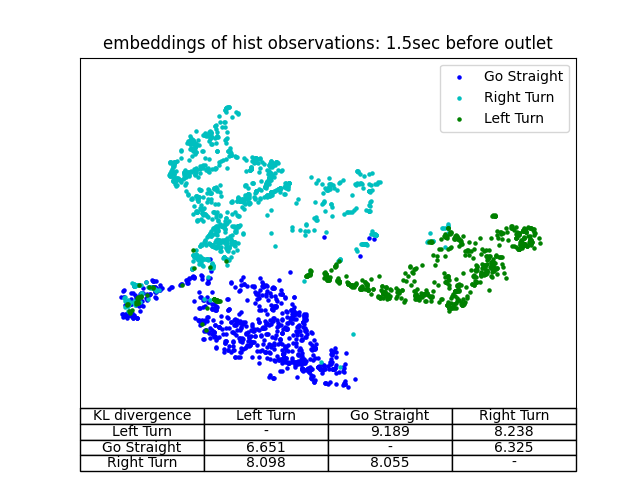 embeddings of hist observations: 1.5sec before outlet
Go Straight
Right Turn
Left Turn
KL divergence Left Turn Go Straight Right Turn
Left Turn - 9.189 8.238
Go Straight 6.651 - 6.325
Right Turn 8.098 8.055 -